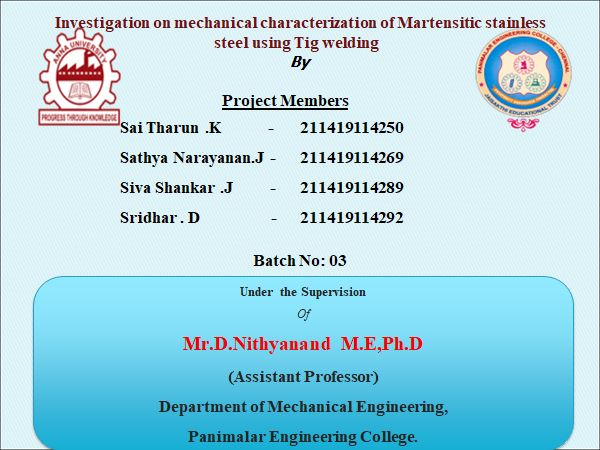 Investigation on mechanical characterization of Martensitic stainless
steel using Tig welding
By
ANNA UNIVERSITY
PROGRESS THROUGH KNOWLEDGE
PANIMALAR ENGINEERING COLLEGE - CHENNAI
JAISAKTHI EDUCATIONAL TRUST
Project Members
Sai Tharun .K - 211419114250
Sathya Narayanan.J - 211419114269
Siva Shankar .J - 211419114289
Sridhar . D - 211419114292
Batch No: 03
Under the Supervision
Of
Mr.D.Nithyanand M.E,Ph.D
(Assistant Professor)
Department of Mechanical Engineering,
Panimalar Engineering College.